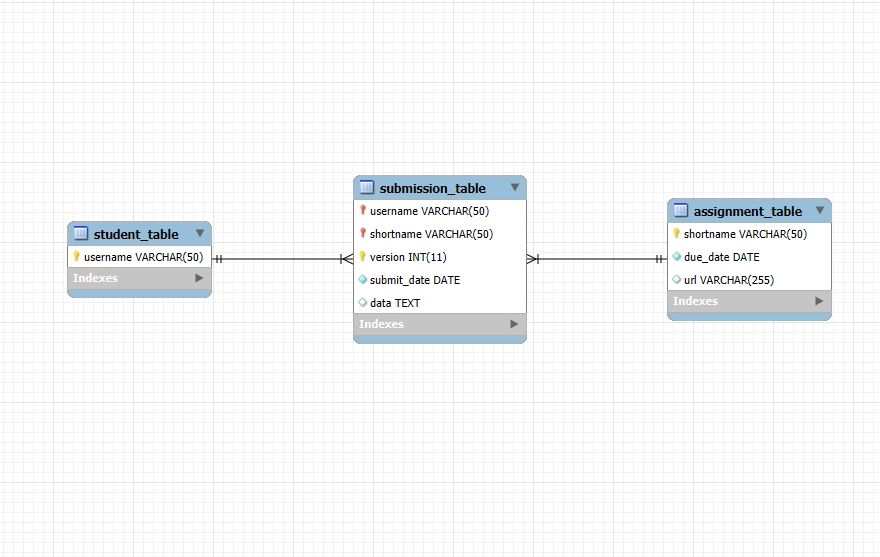 student_table
username VARCHAR(50)
Indexes
submission_table
username VARCHAR(50)
shortname VARCHAR(50)
version INT(11)
submit_date DATE
data TEXT
Indexes
assignment_table
shortname VARCHAR(50)
due_date DATE
url VARCHAR(255)
Indexes